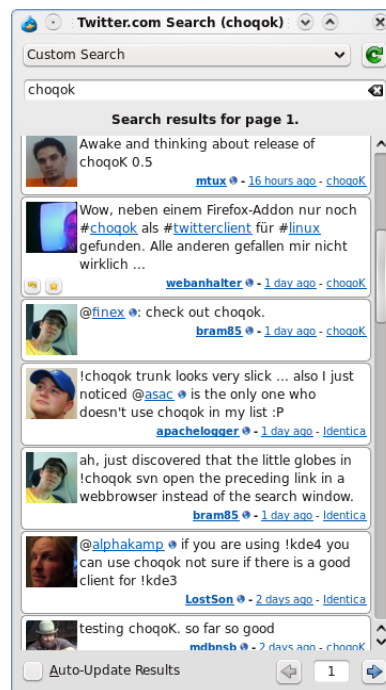 Twitter.com Search (choqok)
Custom Search
choqok
Search results for page 1.
Awake and thinking about release of
choqoK 0.5
mtux - 16 hours ago - choqoK
Wow, neben einem Firefox-Addon nur noch
#choqok als #twitterclient für #linux
gefunden. Alle anderen gefallen mir nicht
wirklich ...
webanhalter - 1 day ago - choqoK
@finex : check out choqok.
bram85 - 1 day ago - choqoK
!choqok trunk looks very slick ... also I just
noticed @asac is the only one who
doesn't use choqok in my list :P
apachelogger - 1 day ago - Identica
ah, just discovered that the little globes in
!choqok svn open the preceding link in a
webbrowser instead of the search window.
bram85 - 1 day ago - Identica
@alphakamp if you are using !kde4 you
can use choqok not sure if there is a good
client for !kde3
LostSon - 2 days ago - Identica
testing choqoK. so far so good
mdbnsb - 2 days ago - choqoK
Auto-Update Results
1